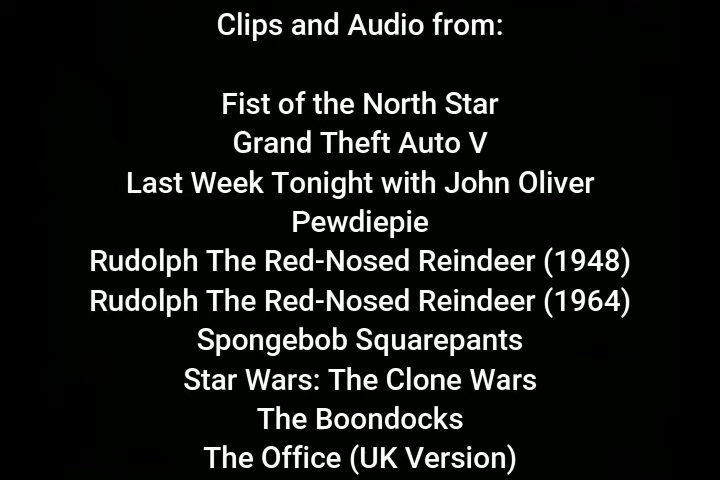 Clips and Audio from:
Fist of the North Star
Grand Theft Auto V
Last Week Tonight with John Oliver
Pewdiepie
Rudolph The Red-Nosed Reindeer (1948)
Rudolph The Red-Nosed Reindeer (1964)
Spongebob Squarepants
Star Wars: The Clone Wars
The Boondocks
The Office (UK Version)